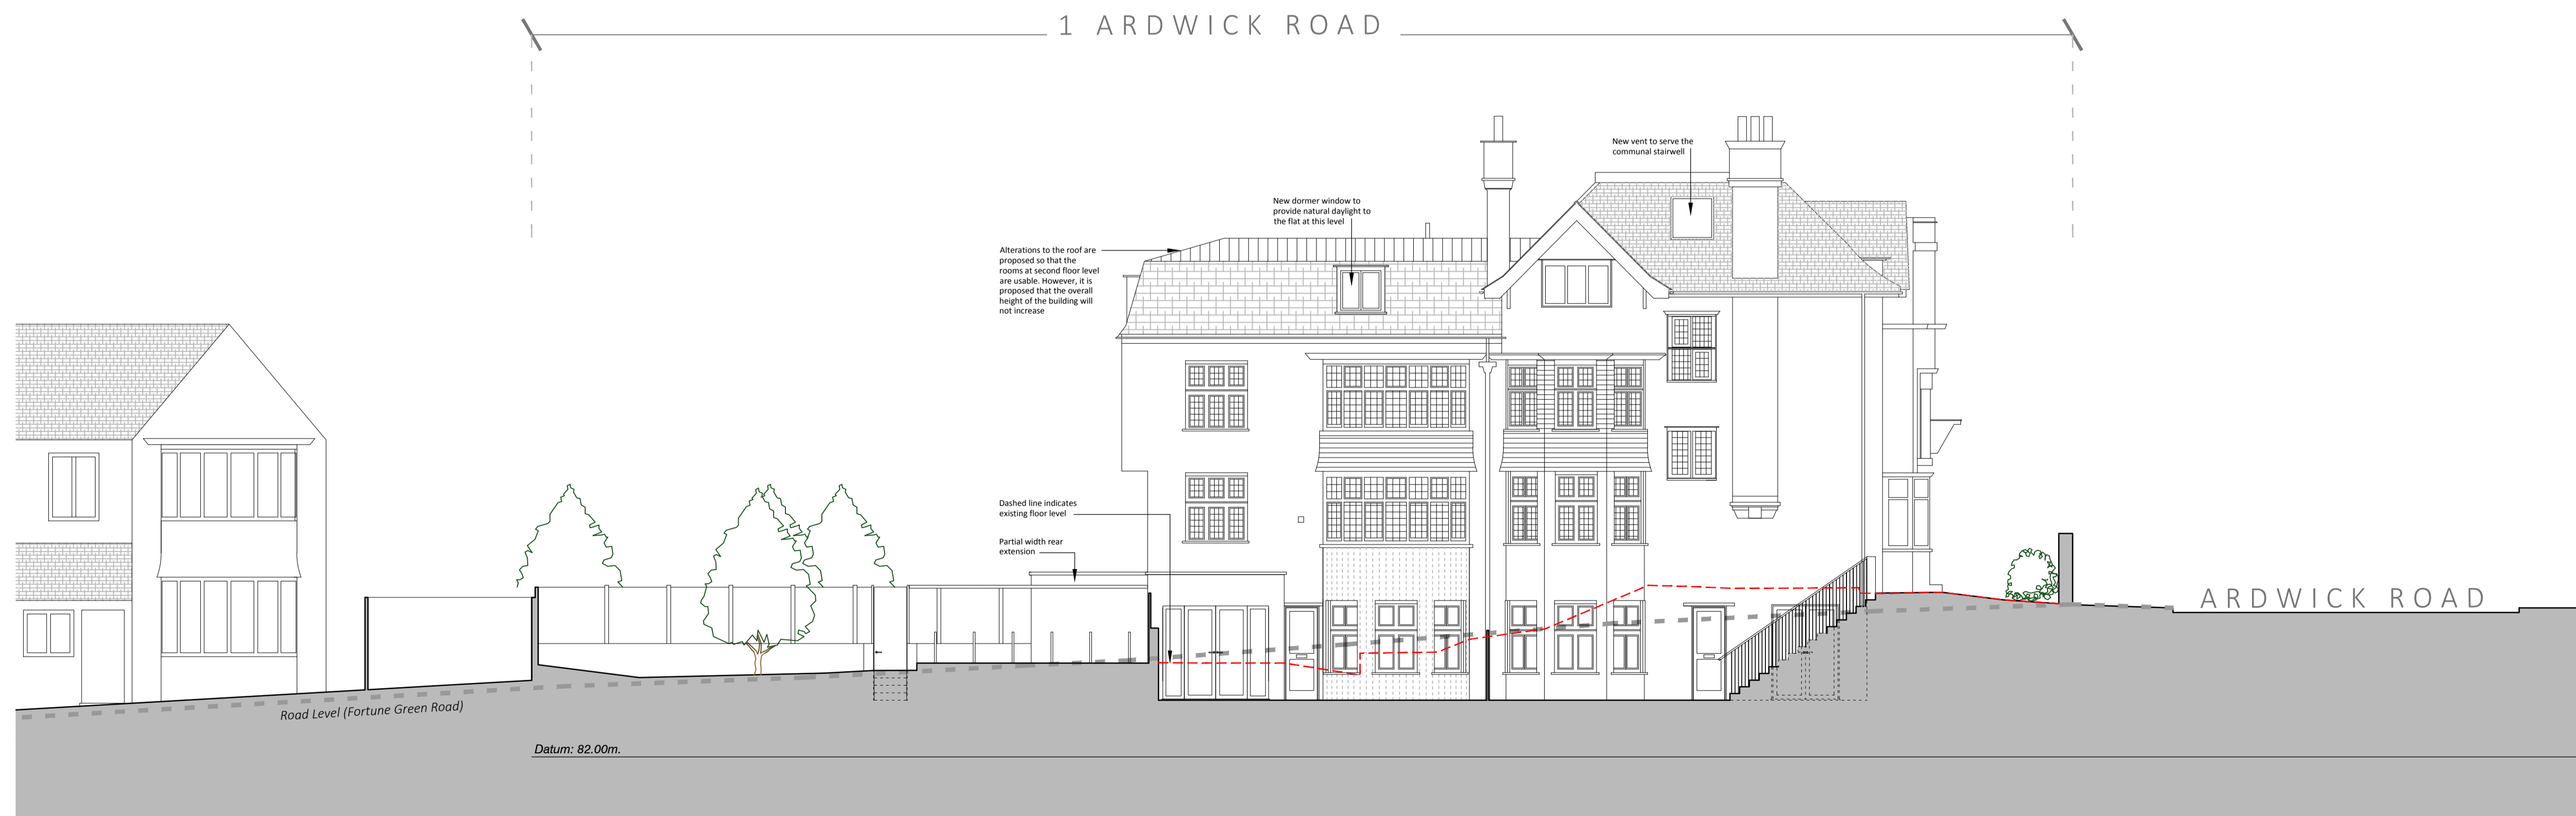 1 ARDWICK ROAD
New vent to serve the
communal stairwell
New dormer window to
provide natural daylight to
the flat at this level
Alterations to the roof are
proposed so that the
rooms at second floor level
are usable. However, it is
proposed that the overall
height of the building will
not increase
Dashed line indicates
existing floor level
Partial width rear
extension
ARDWICK ROAD
Road Level (Fortune Green Road)
Datum: 82.00m.